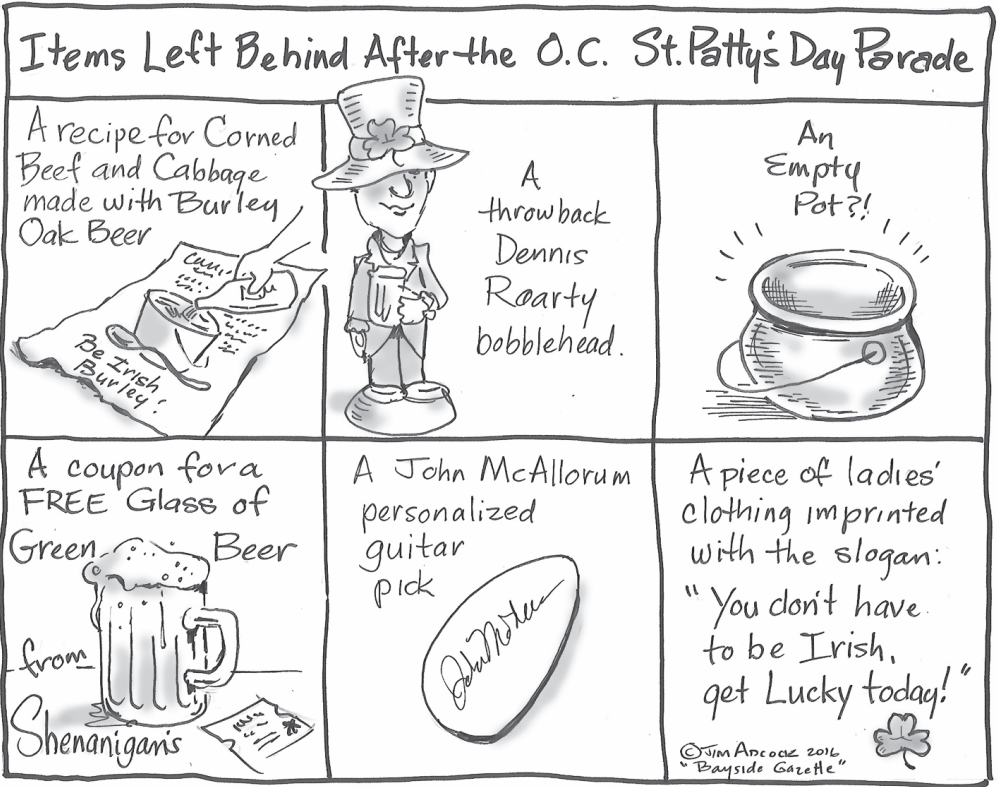 Items Left Behind After the O.C. St. Patty's Day Parade
A recipe for Corned
Beef and Cabbage
made with Burley
Oak Beer
Be Irish
Burley!
A
throwback
Dennis
Roarty
bobblehead.
An
Empty
Pot?!
A coupon for a
FREE Glass of
Green Beer
from
Shenanigan's
A John McAllorum
personalized
guitar
pick
A piece of ladies'
clothing imprinted
with the slogan:
"You don't have
to be Irish,
get Lucky today!"
©Jim Adcock 2016
"Bayside Gazette"